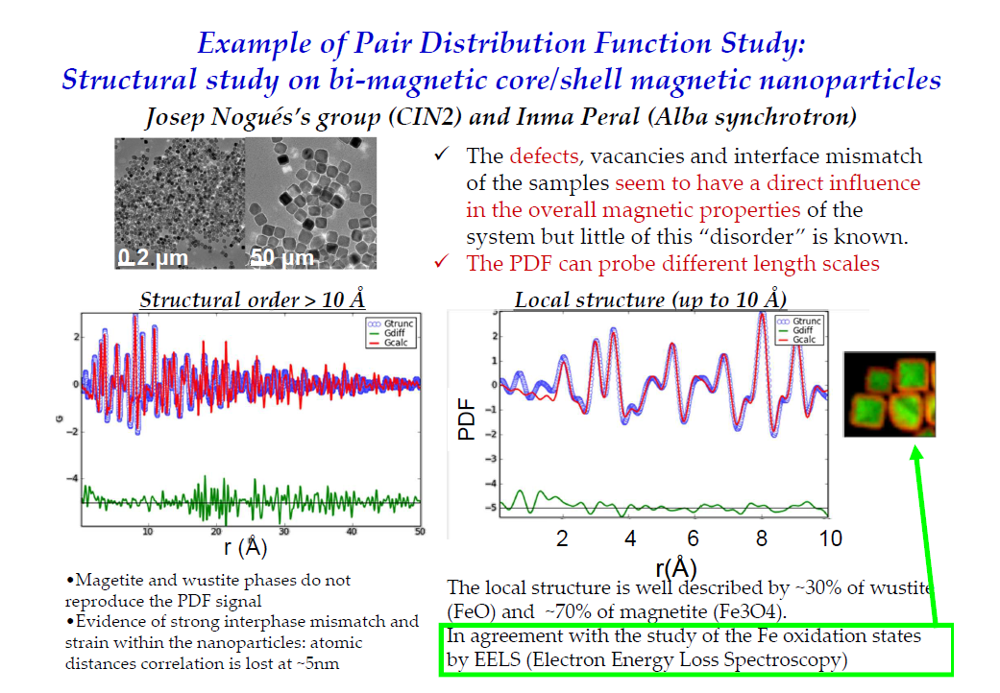 Example of Pair Distribution Function Study:
Structural study on bi-magnetic core/shell magnetic nanoparticles
Josep Nogués's group (CIN2) and Inma Peral (Alba synchrotron)
0.2 µm
50 µm
✓ The defects, vacancies and interface mismatch
of the samples seem to have a direct influence
in the overall magnetic properties of the
system but little of this “disorder” is known.
✓ The PDF can probe different length scales
Structural order > 10 Å
Gtrunc
Gdiff
Gcalc
2
0
−2
−4
G
10
20
30
40
50
r (Å)
Local structure (up to 10 Å)
Gtrunc
Gdiff
Gcalc
3
2
1
0
−1
−2
−3
−4
−5
PDF
2
4
6
8
10
r(Å)
•Magetite and wustite phases do not
reproduce the PDF signal
•Evidence of strong interphase mismatch and
strain within the nanoparticles: atomic
distances correlation is lost at ~5nm
The local structure is well described by ~30% of wustite
(FeO) and ~70% of magnetite (Fe3O4).
In agreement with the study of the Fe oxidation states
by EELS (Electron Energy Loss Spectroscopy)